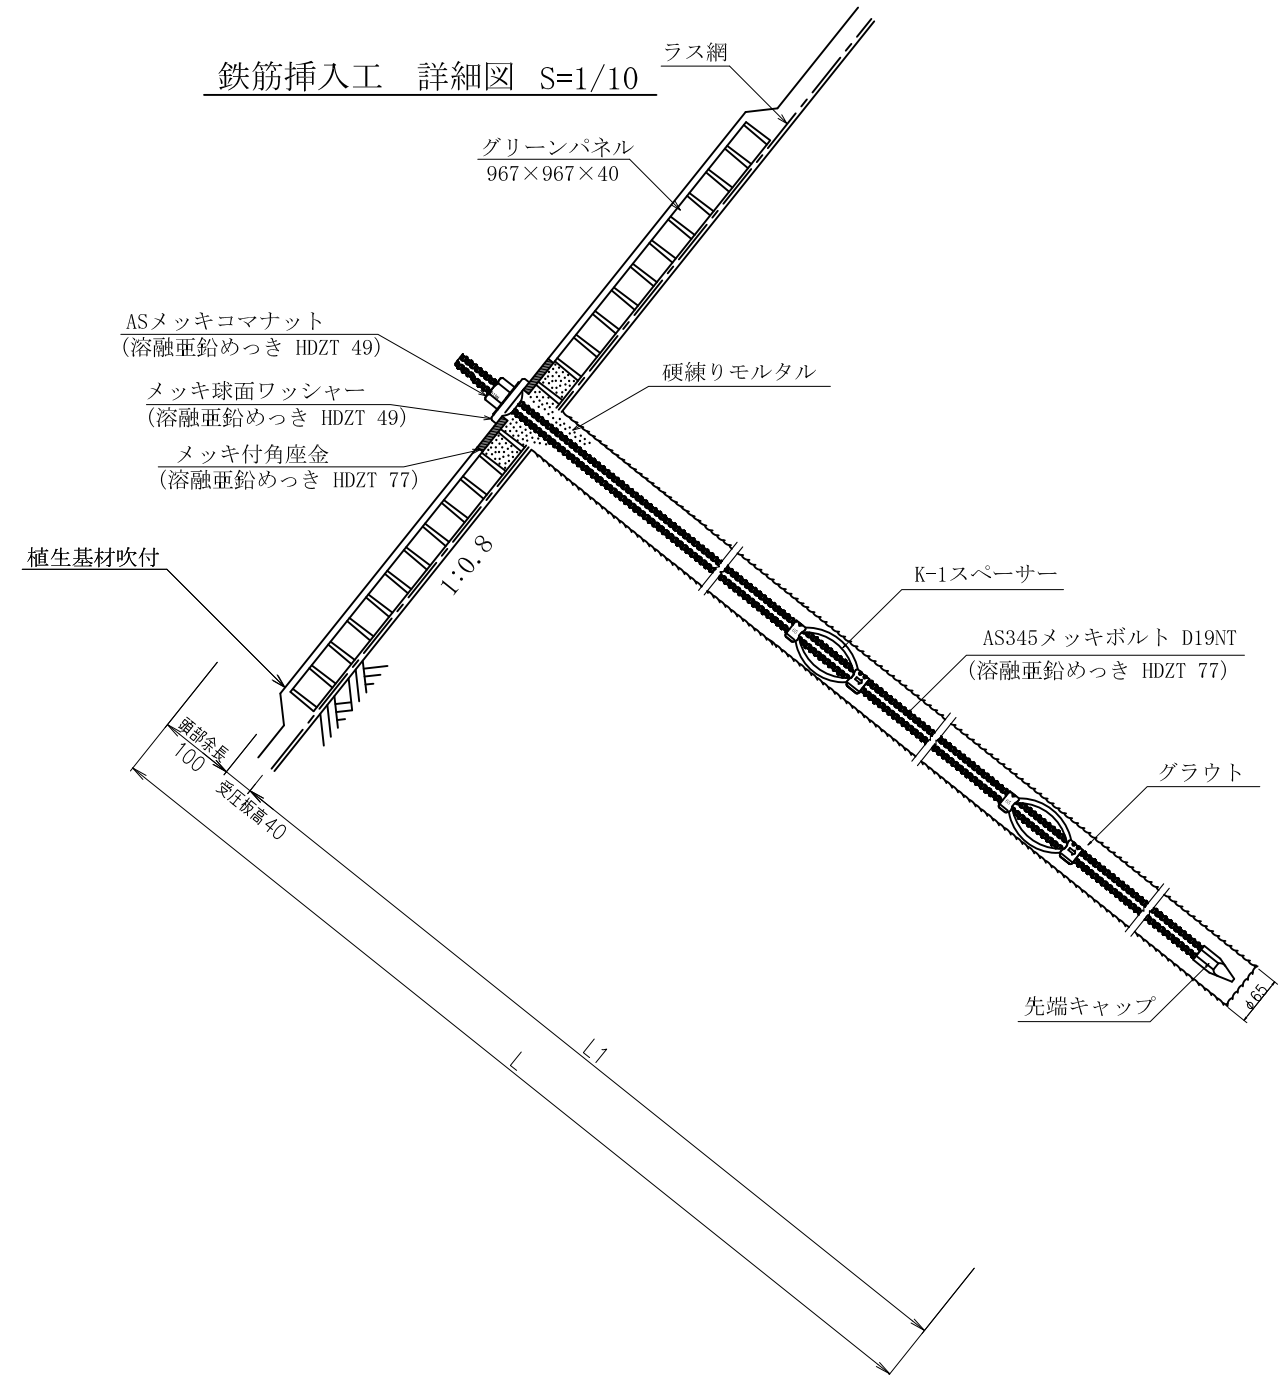 鉄筋挿入工　詳細図　S=1/10
ラス網
グリーンパネル
967×967×40
ASメッキコマナット
(溶融亜鉛めっき HDZT 49)
メッキ球面ワッシャー
(溶融亜鉛めっき HDZT 49)
メッキ付角座金
(溶融亜鉛めっき HDZT 77)
硬練りモルタル
植生基材吹付
1:0.8
K-1スペーサー
AS345メッキボルト D19NT
(溶融亜鉛めっき HDZT 77)
頭部余長
100
受圧板高40
グラウト
先端キャップ
φ65
L1
L